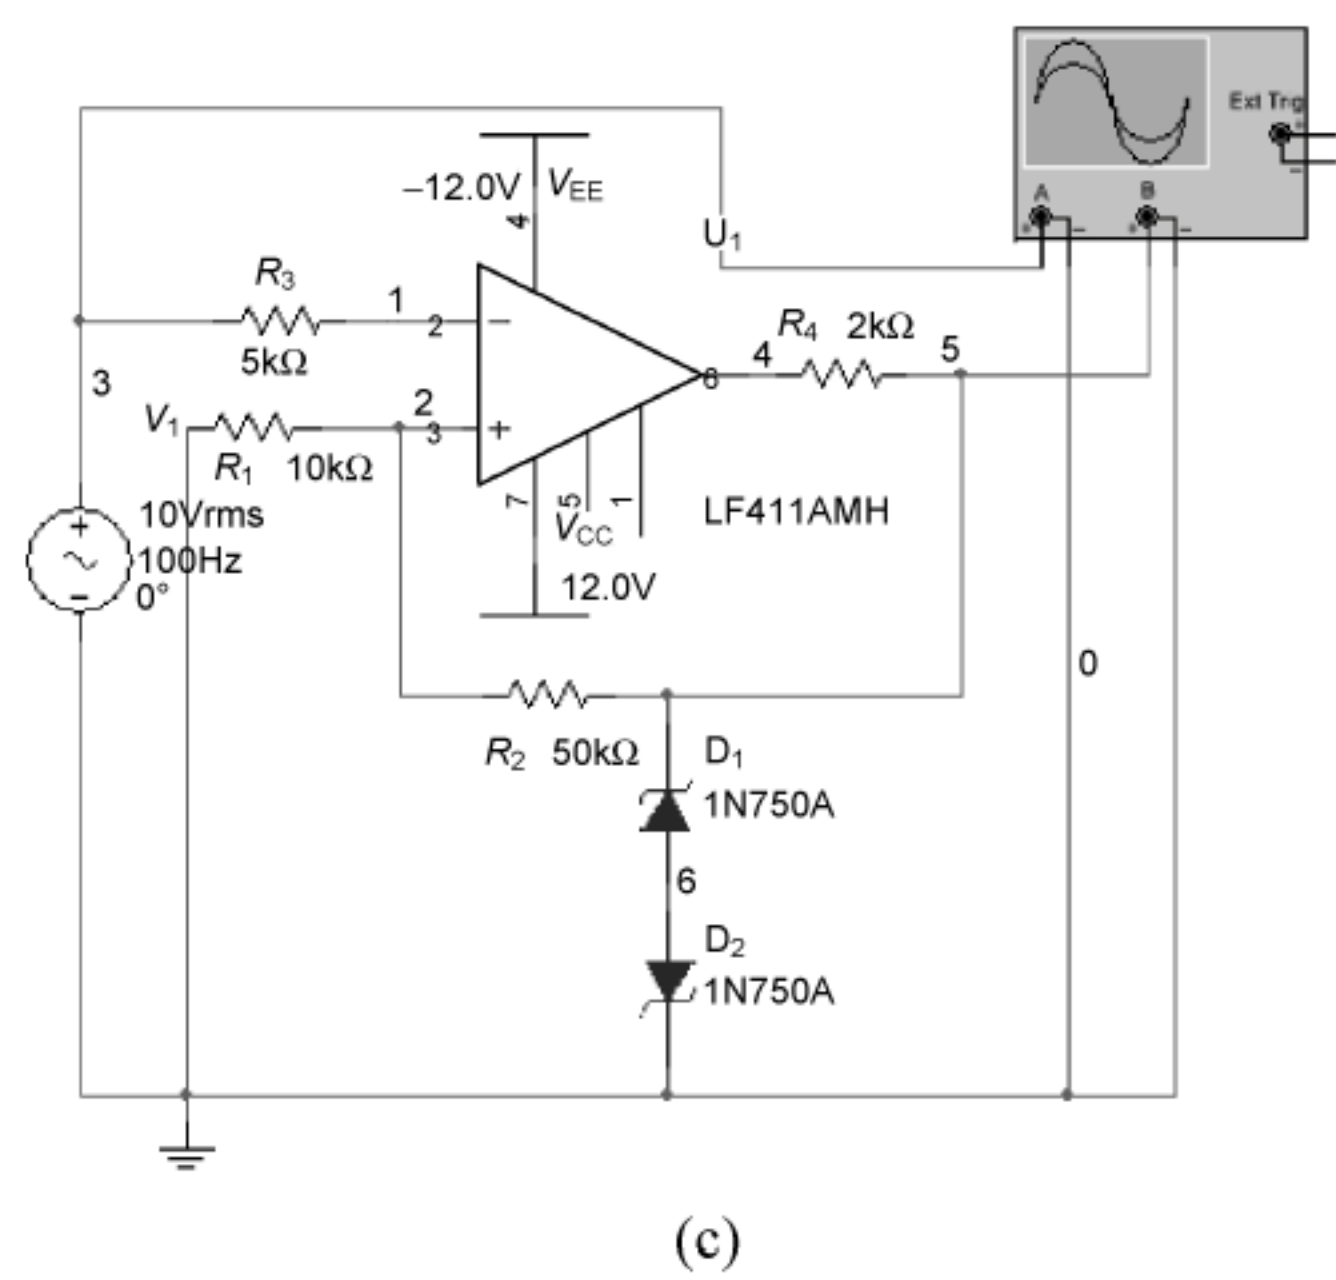 Ext Trig
+
−
A
B
+ −
+ −
−12.0V VEE
4
U1
R3
1
2
−
5kΩ
R4 2kΩ
4
5
6
3
V1
2
3
+
R1 10kΩ
7
5
1
VCC
LF411AMH
10Vrms
100Hz
0°
+
−
12.0V
0
R2 50kΩ
D1
1N750A
6
D2
1N750A
(c)